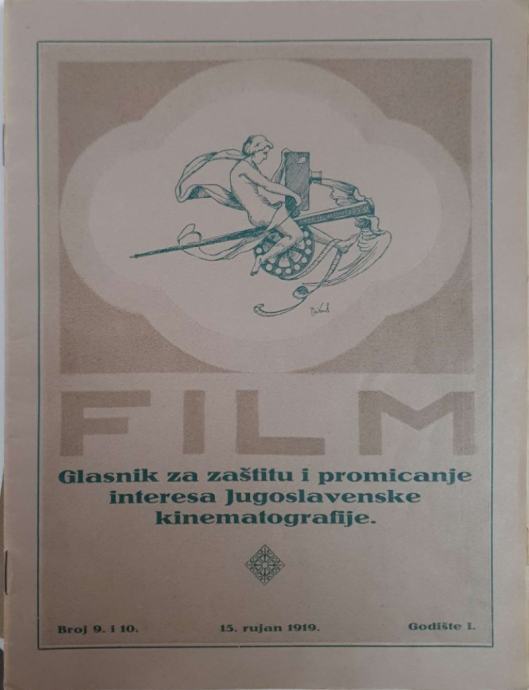 FILM
Glasnik za zaštitu i promicanje
interesa Jugoslavenske
kinematografije.
Broj 9. i 10. 15. rujan 1919. Godište I.